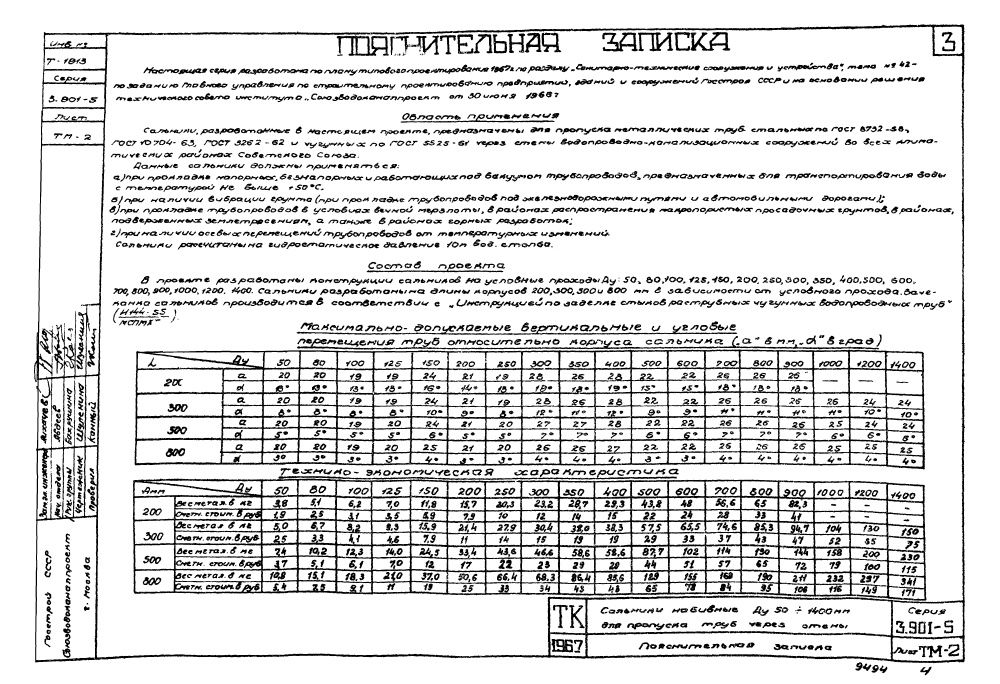 ПОЯСНИТЕЛЬНАЯ ЗАПИСКА
3
ИНВ. №
Т-1913
Серия
3.901-5
Лист
ТМ-2
Настоящая серия разработана по плану типового проектирования 1967г. по разделу „Санитарно-технические сооружения и устройства", тема №42-
по заданию Главного управления по строительному проектированию предприятий, зданий и сооружений Госстроя СССР и на основании решения
технического совета института „Союзводоканалпроект" от 30 июня 1966г
Область применения
Сальники, разработанные в настоящем проекте, предназначены для пропуска металлических труб стальных по ГОСТ 8732-58,
ГОСТ 10704-63, ГОСТ 3262-62 и чугунных по ГОСТ 5525-61 через стены водопроводно-канализационных сооружений во всех клима-
тических районах Советского Союза.
Данные сальники должны применяться:
а) при прокладке напорных, безнапорных и работающих под вакуумом трубопроводов, предназначенных для транспортирования воды
с температурой не выше +50°С.
б) при наличии вибрации грунта (при прокладке трубопроводов под железнодорожными путями и автомобильными дорогами);
в) при прокладке трубопроводов в условиях вечной мерзлоты, в районах распространения макропористых просадочных грунтов, в районах,
подверженных землетрясениям, а также в районах горных разработок;
г) при наличии осевых перемещений трубопроводов от температурных изменений.
Сальники рассчитаны на гидростатическое давление 10м вод. столба.
Состав проекта
В проекте разработаны конструкции сальников на условные проходы Ду: 50, 80, 100, 125, 150, 200, 250, 300, 350, 400, 500, 600,
700, 800, 900, 1000, 1200, 1400. Сальники разработаны на длины корпусов 200, 300, 500 и 800 мм в зависимости от условного прохода. Заче-
канка сальников производится в соответствии с „Инструкцией по заделке стыков раструбных чугунных водопроводных труб"
(И144-55
МСПМХП).
Максимально-допускаемые вертикальные и угловые
перемещения труб относительно корпуса сальника („а" в мм, „α" в град)
L Ду 50 80 100 125 150 200 250 300 350 400 500 600 700 800 900 1000 1200 1400
200 а 20 20 19 19 24 21 19 28 26 28 22 22 26 26 26 — — —
α 13° 13° 16° 14° 15° 15° 18° 18° 18°
300 а 20 20 19 19 24 21 19 28 26 28 22 22 26 26 26 26 24 24
α 8° 8° 8° 8° 10° 9° 8° 12° 11° 12° 9° 9° 11° 11° 11° 11° 10° 10°
500 а 20 20 19 20 24 21 20 27 27 28 22 22 26 26 26 25 24 24
α 5° 5° 5° 5° 6° 5° 5° 7° 7° 7° 6° 6° 7° 7° 7° 6° 6° 6°
800 а 20 20 19 20 25 21 20 26 26 27 22 22 26 26 26 25 25 25
α 3° 3° 3° 3° 4° 3° 3° 4° 4° 4° 3° 3° 4° 4° 4° 4° 4° 4°
Технико-экономическая характеристика
Ду 50 80 100 125 150 200 250 300 350 400 500 600 700 800 900 1000 1200 1400
200 Вес метал. в кг 3,8 5,1 6,2 7,0 11,8 15,7 20,3 23,2 28,7 29,3 43,8 48 56,6 65 — — —
Сметн. стоим. в руб 1,9 2,5 3,1 3,5 5,9 7,9 10 12 14 15 22 24 28 33 41
300 Вес метал. в кг 5,0 6,7 8,2 9,3 15,9 21,4 27,9 30,4 38,0 38,3 57,5 65,5 74,6 85,3 94,7 104 130 150
Сметн. стоим. в руб 2,5 3,3 4,1 4,6 7,9 11 14 15 19 19 29 33 37 43 47 52 65 75
500 Вес метал. в кг 7,4 10,2 12,3 14,0 24,5 33,4 43,6 46,6 58,6 58,6 87,7 102 114 130 144 158 200 230
Сметн. стоим. в руб 3,7 5,1 6,1 7,0 12 17 22 23 29 29 44 51 57 65 72 79 100 115
800 Вес метал. в кг 10,8 15,1 18,3 21,0 37,0 50,6 66,4 68,3 86,4 129 155 168 190 211 232 297 341
Сметн. стоим. в руб 5,4 7,5 9,1 11 19 25 33 34 43 43 65 78 84 95 106 116 149 171
Госстрой СССР
Союзводоканалпроект
г. Москва
Зам. гл. инженера
Нач. отдела
Рук. группы
Проверил
ТК
1967
Сальники набивные Ду 50÷1400мм
для пропуска труб через стены
Пояснительная записка
Серия
3.901-5
Лист ТМ-2
9494 4